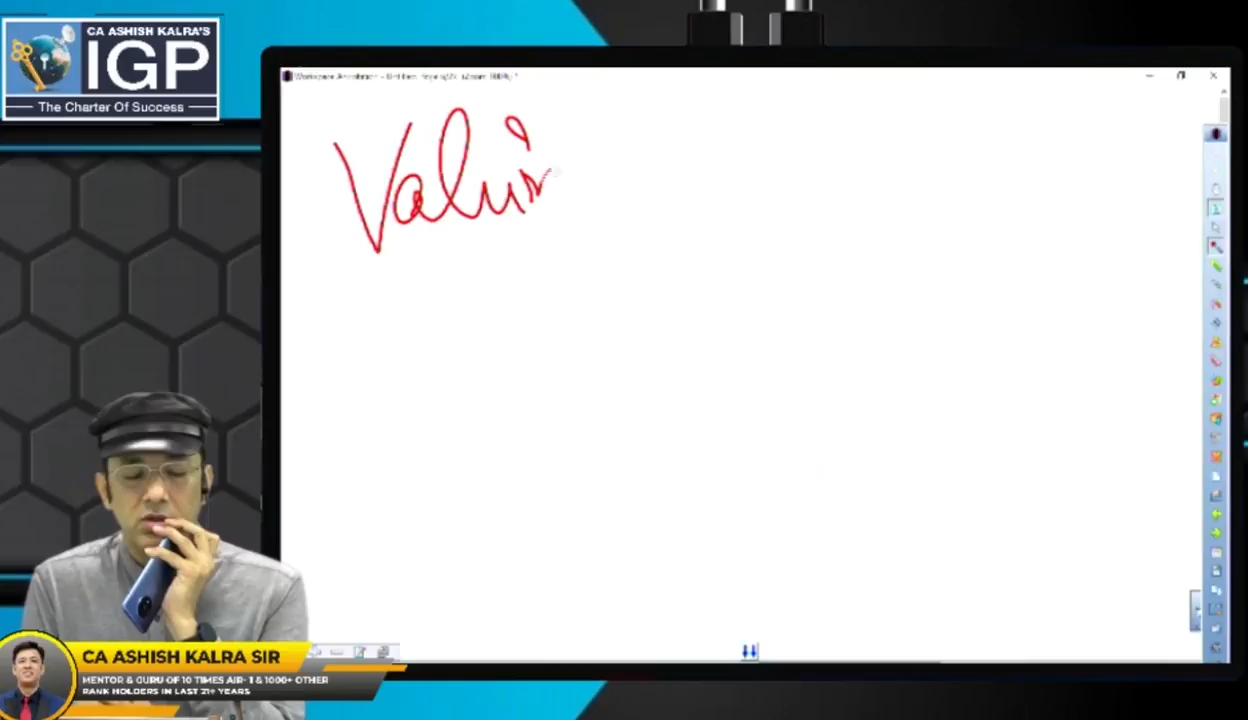 CA ASHISH KALRA'S
IGP
The Charter Of Success
Valuin
CA ASHISH KALRA SIR
MENTOR & GURU OF 10 TIMES AIR-1 & 1000+ OTHER
RANK HOLDERS IN LAST 21+ YEARS